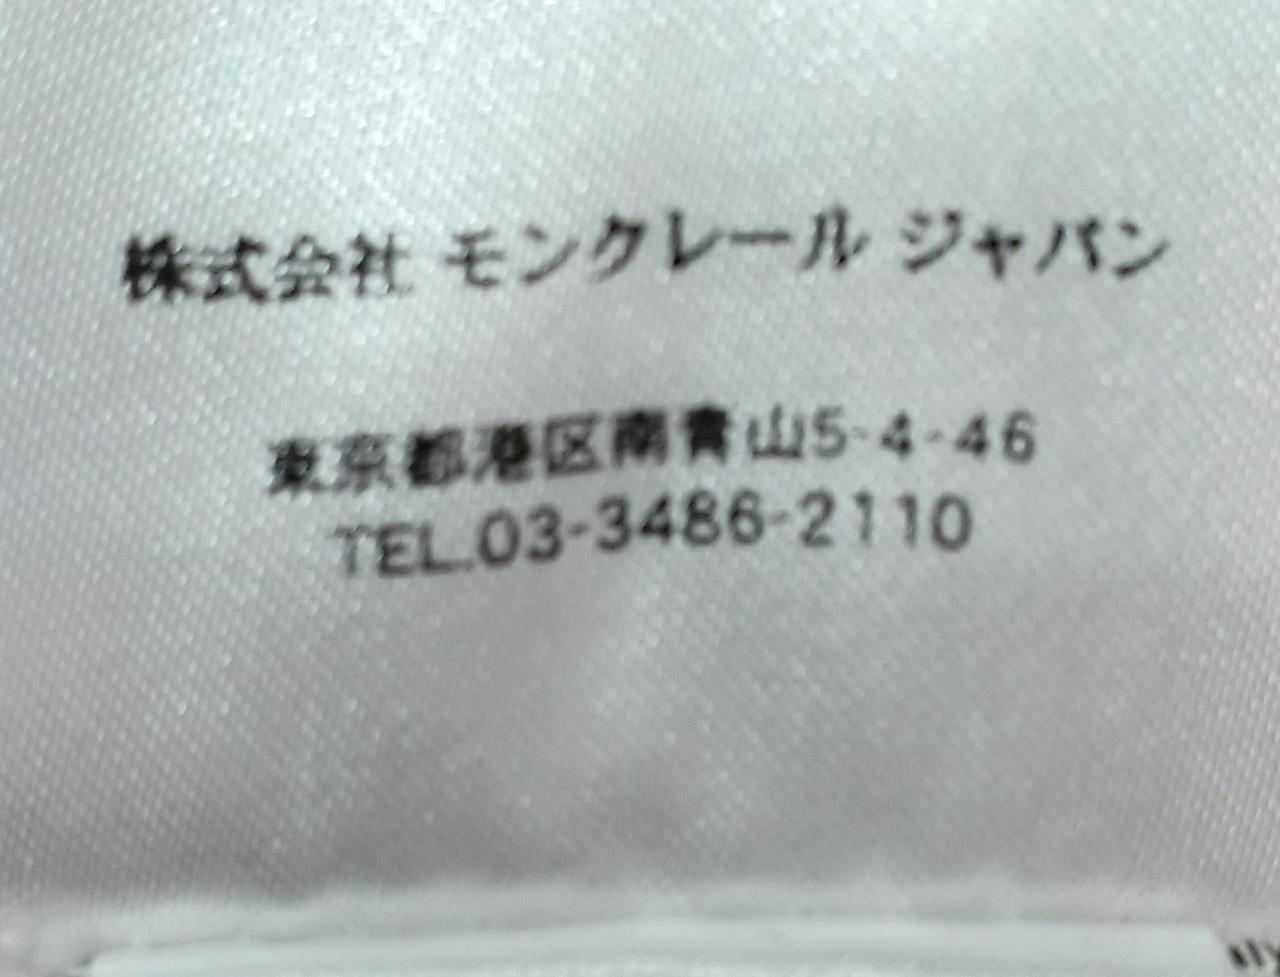 株式会社 モンクレール ジャパン
東京都港区南青山5-4-46
TEL.03-3486-2110